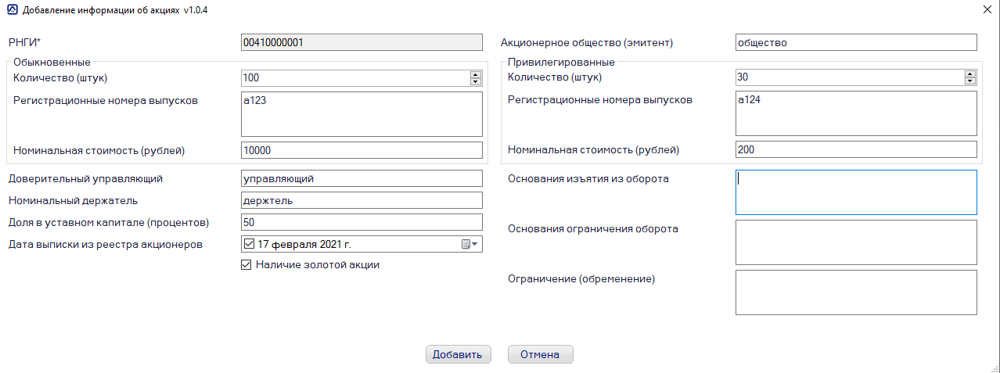 Добавление информации об акциях v1.0.4
РНГИ* 00410000001 Акционерное общество (эмитент) общество
Обыкновенные
Количество (штук) 100
Регистрационные номера выпусков а123
Номинальная стоимость (рублей) 10000
Привилегированные
Количество (штук) 30
Регистрационные номера выпусков а124
Номинальная стоимость (рублей) 200
Доверительный управляющий управляющий
Номинальный держатель держтель
Доля в уставном капитале (процентов) 50
Дата выписки из реестра акционеров 17 февраля 2021 г.
Наличие золотой акции
Основания изъятия из оборота
Основания ограничения оборота
Ограничение (обременение)
Добавить Отмена